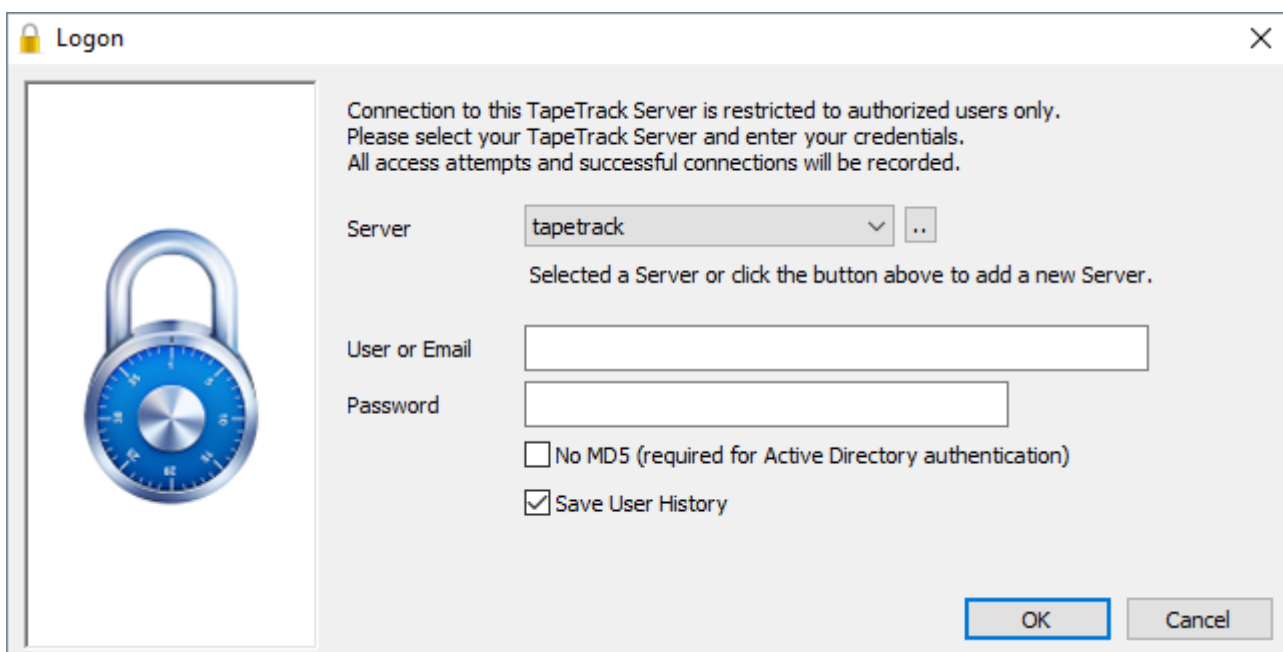 Logon
Connection to this TapeTrack Server is restricted to authorized users only.
Please select your TapeTrack Server and enter your credentials.
All access attempts and successful connections will be recorded.
Server
tapetrack
..
Selected a Server or click the button above to add a new Server.
User or Email
Password
No MD5 (required for Active Directory authentication)
Save User History
OK
Cancel